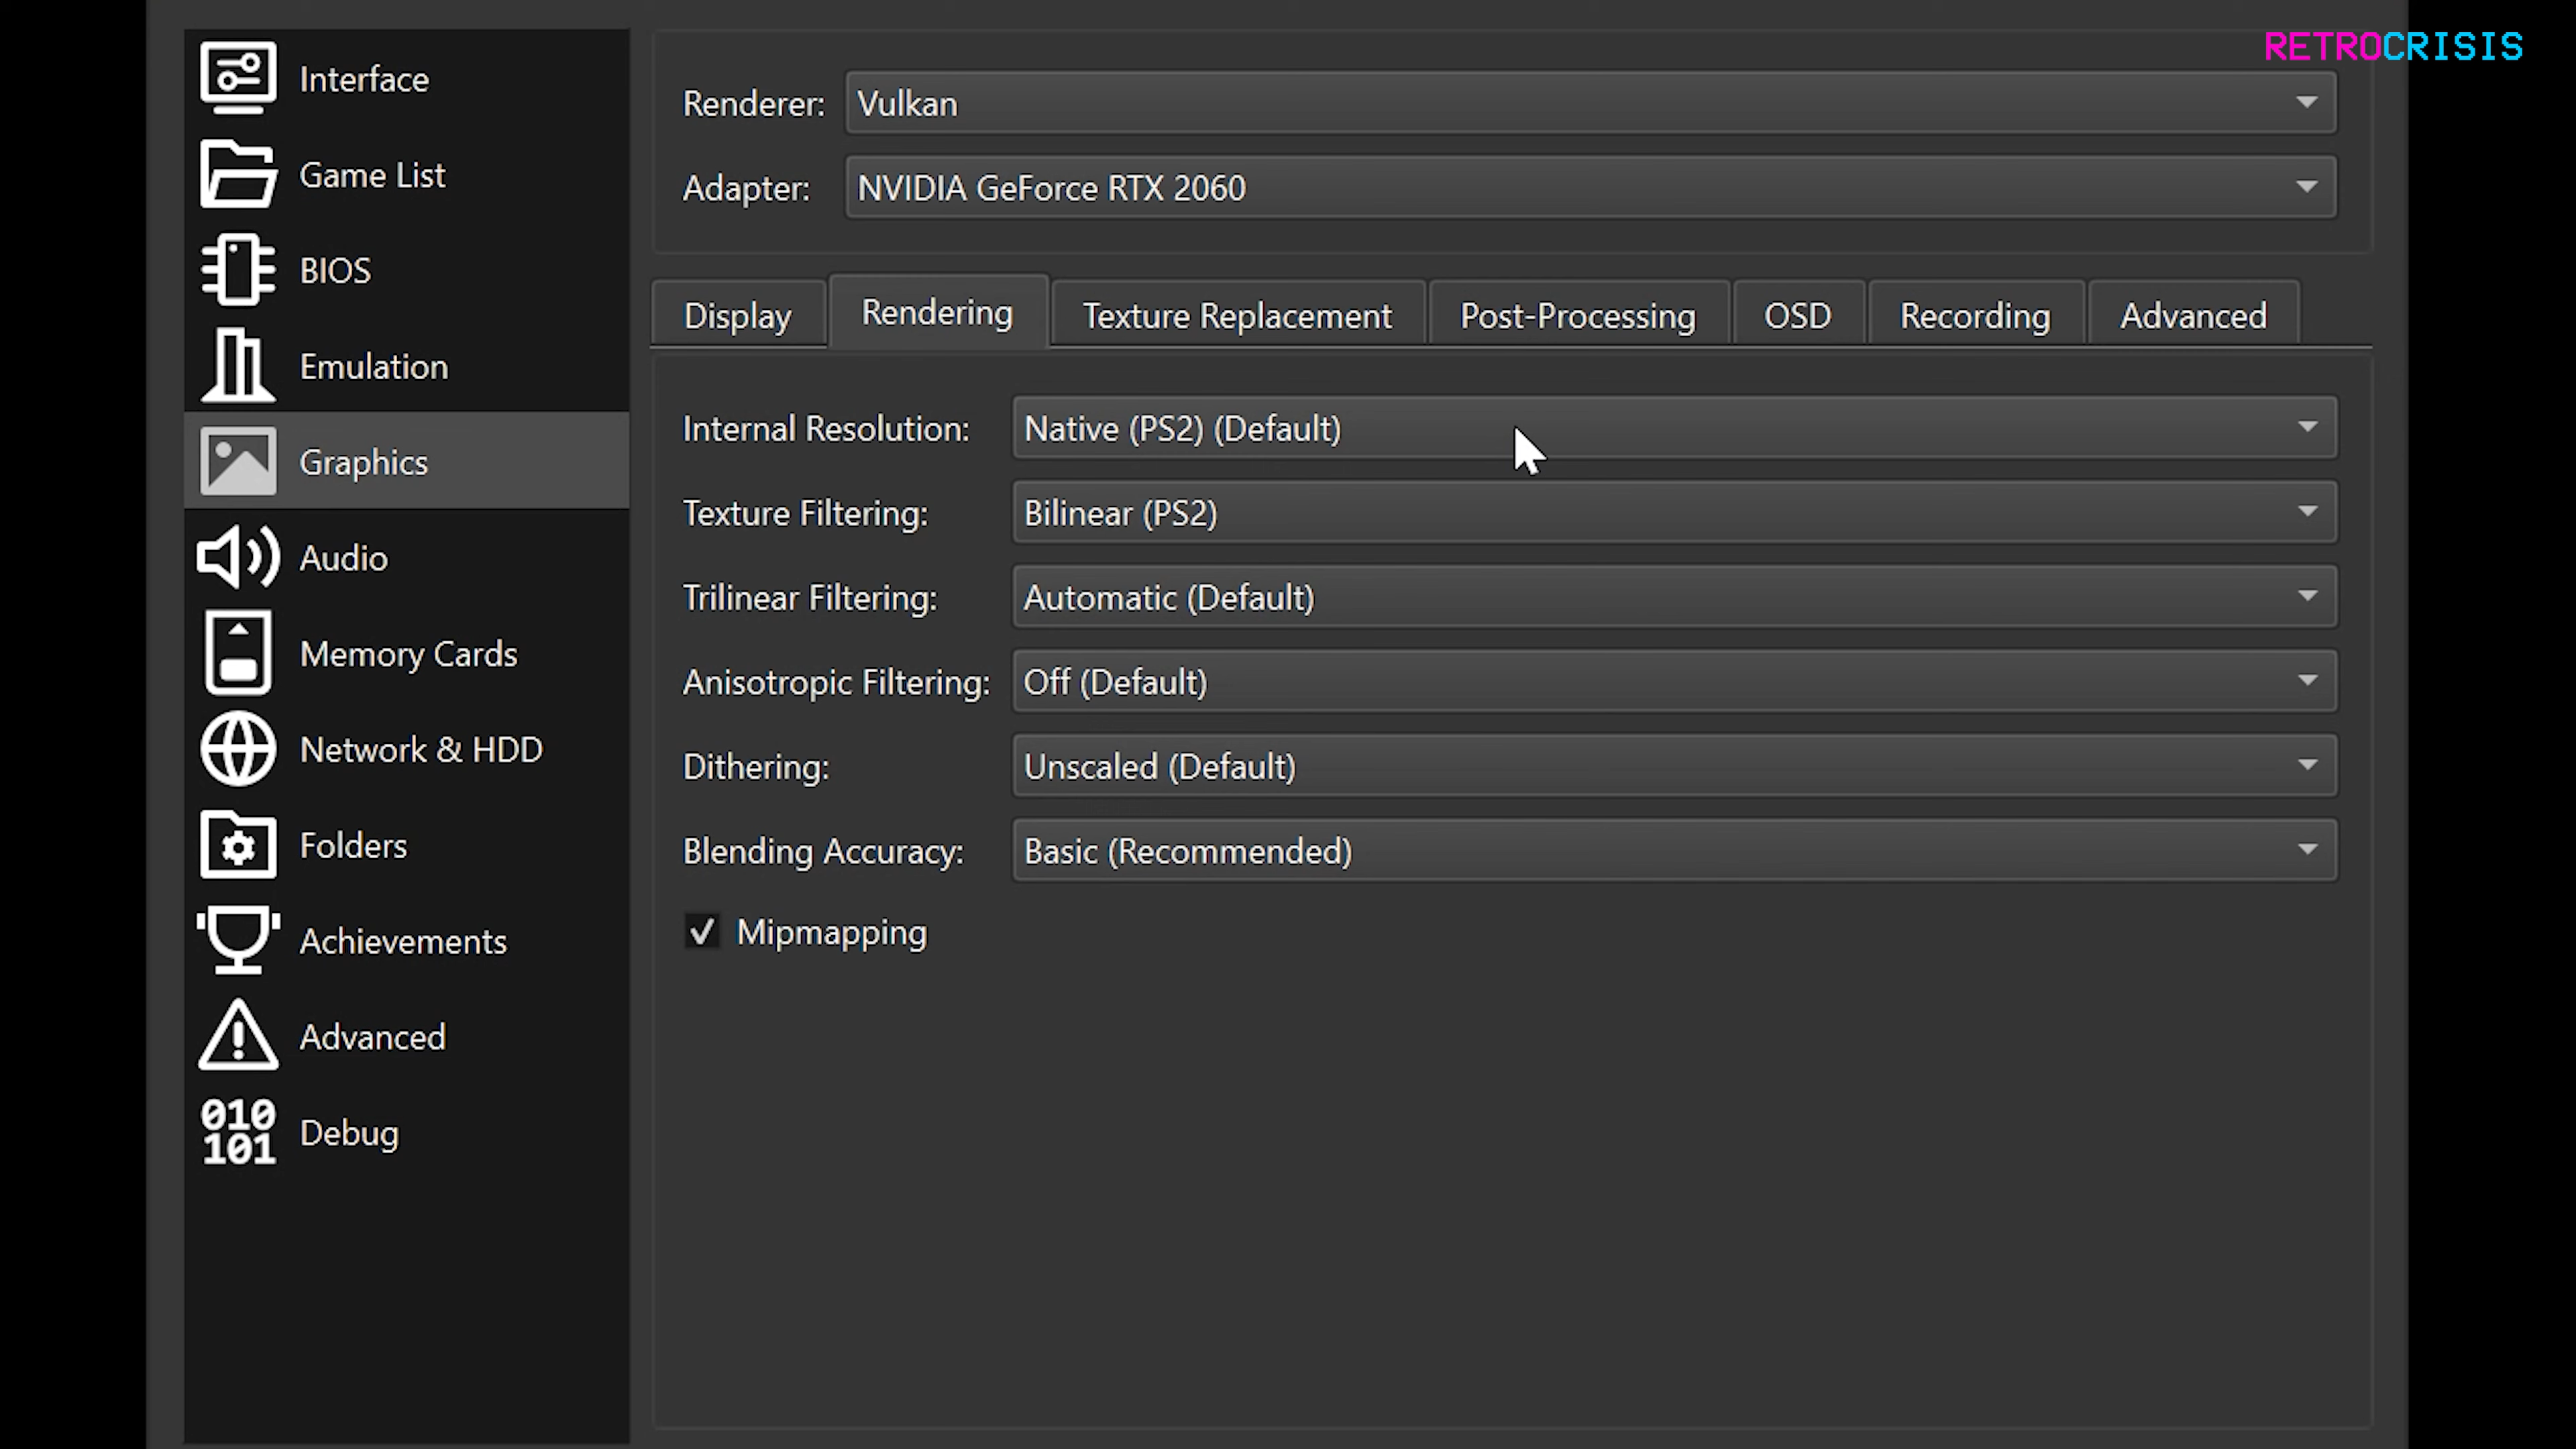 RETROCRISIS
Interface
Game List
BIOS
Emulation
Graphics
Audio
Memory Cards
Network & HDD
Folders
Achievements
Advanced
010
101
Debug
Renderer: Vulkan
Adapter: NVIDIA GeForce RTX 2060
Display Rendering Texture Replacement Post-Processing OSD Recording Advanced
Internal Resolution: Native (PS2) (Default)
Texture Filtering: Bilinear (PS2)
Trilinear Filtering: Automatic (Default)
Anisotropic Filtering: Off (Default)
Dithering: Unscaled (Default)
Blending Accuracy: Basic (Recommended)
Mipmapping